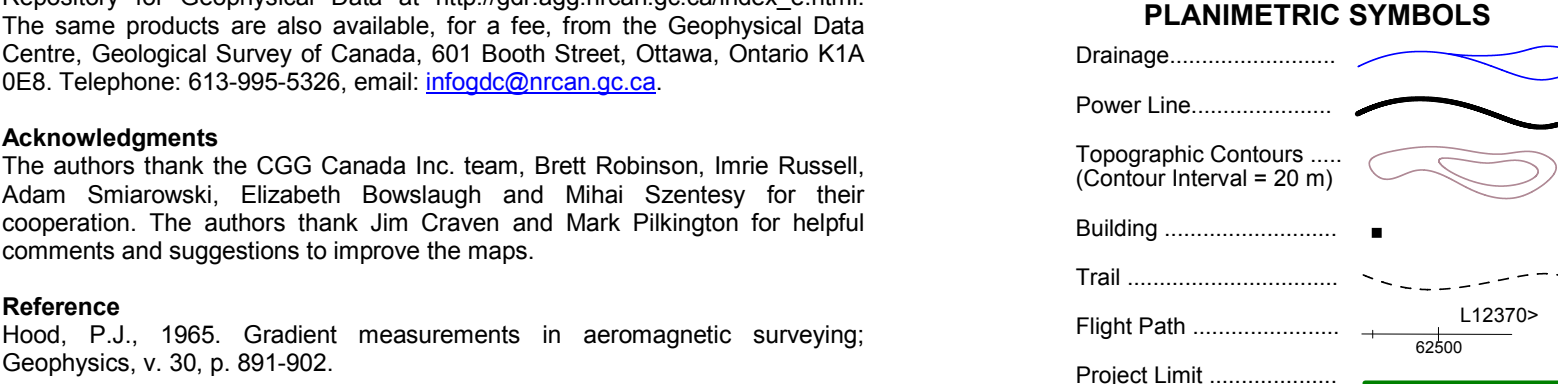 Repository for Geophysical Data at http://gdr.agg.nrcan.gc.ca/index_e.html.
The same products are also available, for a fee, from the Geophysical Data
Centre, Geological Survey of Canada, 601 Booth Street, Ottawa, Ontario K1A
0E8. Telephone: 613-995-5326, email: infogdc@nrcan.gc.ca.
Acknowledgments
The authors thank the CGG Canada Inc. team, Brett Robinson, Imrie Russell,
Adam Smiarowski, Elizabeth Bowslaugh and Mihai Szentesy for their
cooperation. The authors thank Jim Craven and Mark Pilkington for helpful
comments and suggestions to improve the maps.
Reference
Hood, P.J., 1965. Gradient measurements in aeromagnetic surveying;
Geophysics, v. 30, p. 891-902.
PLANIMETRIC SYMBOLS
Drainage...........................
Power Line.......................
Topographic Contours .....
(Contour Interval = 20 m)
Building ............................
Trail ..................................
Flight Path ........................
L12370>
62500
Project Limit .....................